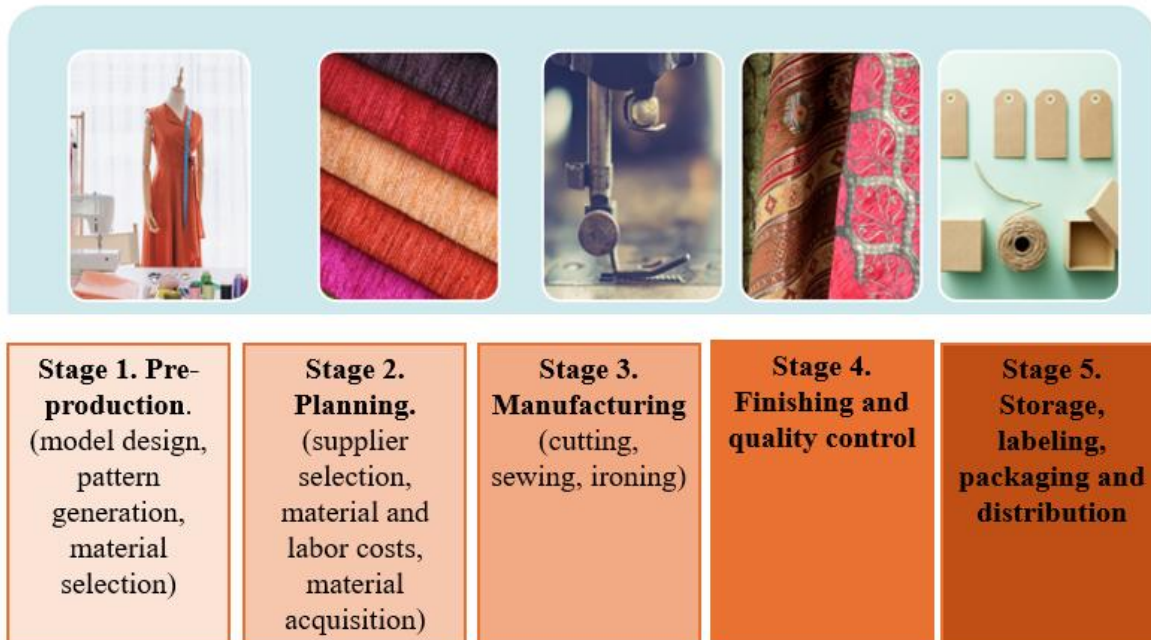 Stage 1. Pre-
production.
(model design,
pattern
generation,
material
selection)
Stage 2.
Planning.
(supplier
selection,
material and
labor costs,
material
acquisition)
Stage 3.
Manufacturing
(cutting,
sewing, ironing)
Stage 4.
Finishing and
quality control
Stage 5.
Storage,
labeling,
packaging and
distribution